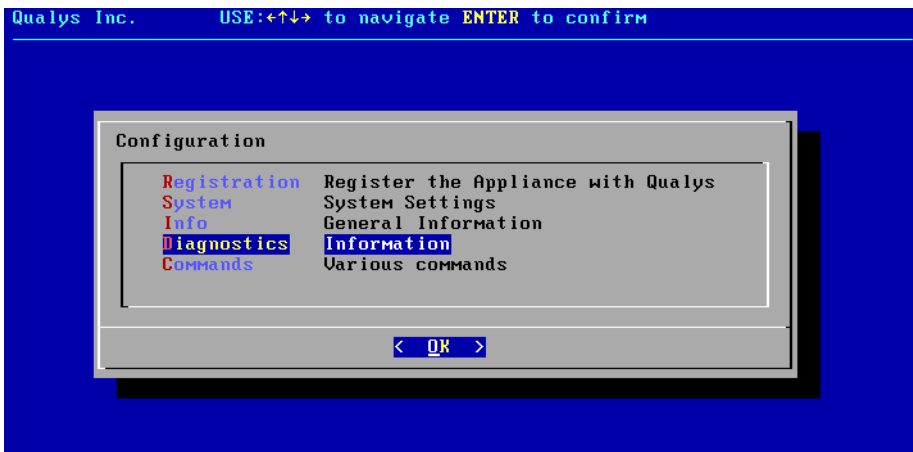 Qualys Inc. USE:←↑↓→ to navigate ENTER to confirm
Configuration
Registration Register the Appliance with Qualys
System System Settings
Info General Information
Diagnostics Information
Commands Various commands
< OK >